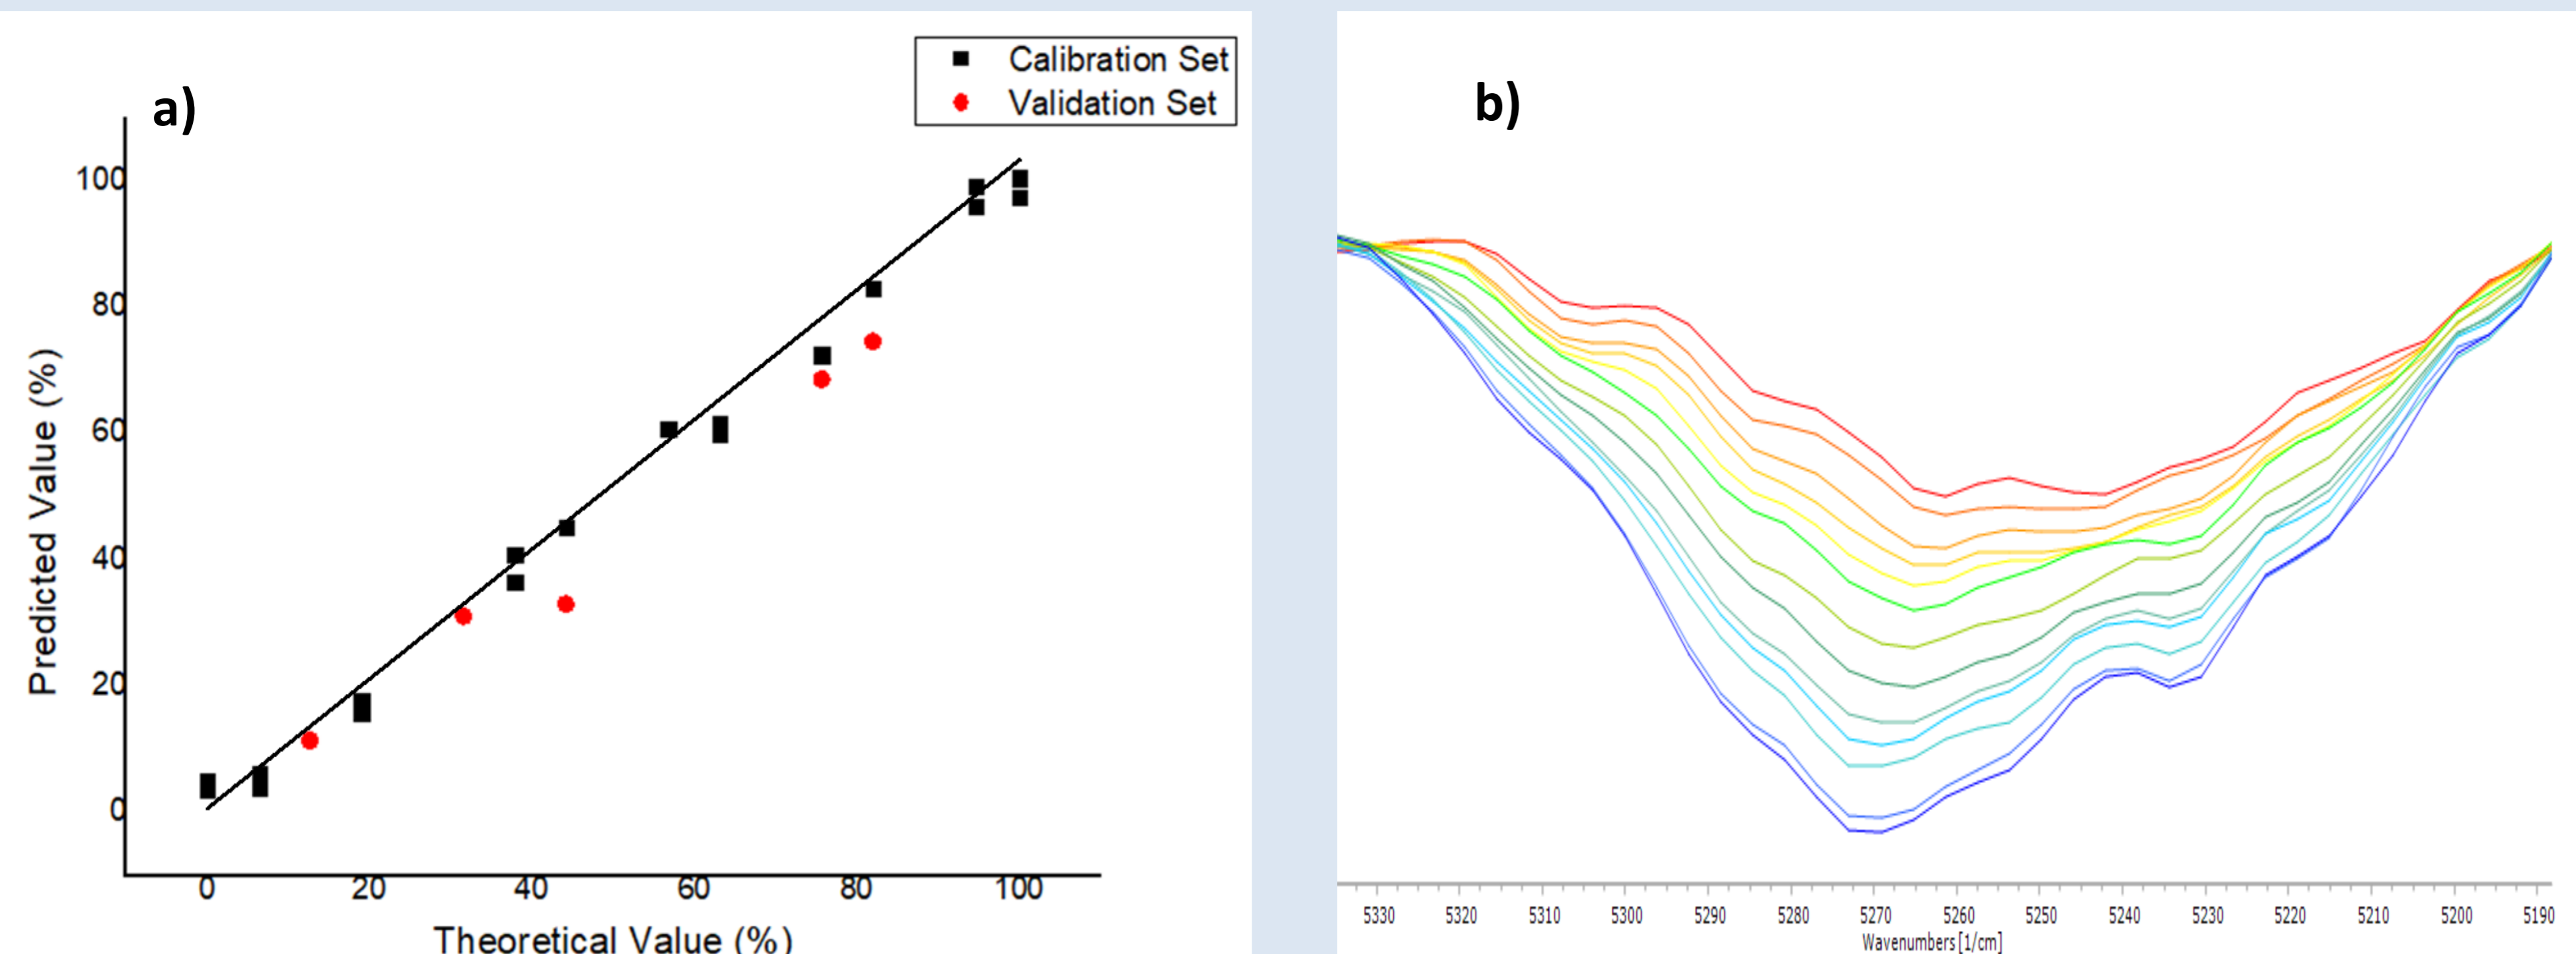 a)
Calibration Set
Validation Set
100
80
60
40
20
0
Predicted Value (%)
0 20 40 60 80 100
Theoretical Value (%)
b)
5330 5320 5310 5300 5290 5280 5270 5260 5250 5240 5230 5220 5210 5200 5190
Wavenumbers [1/cm]